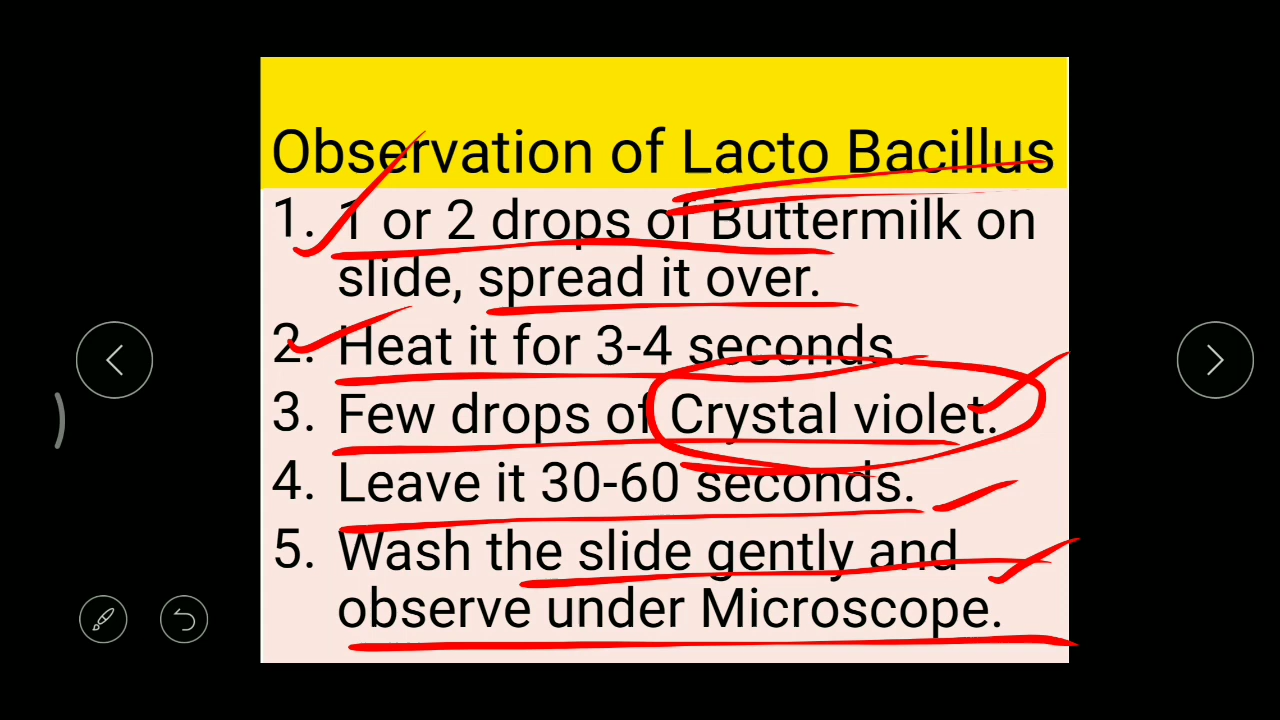 Observation of Lacto Bacillus
1. 1 or 2 drops of Buttermilk on
slide, spread it over.
2. Heat it for 3-4 seconds.
3. Few drops of Crystal violet.
4. Leave it 30-60 seconds.
5. Wash the slide gently and
observe under Microscope.